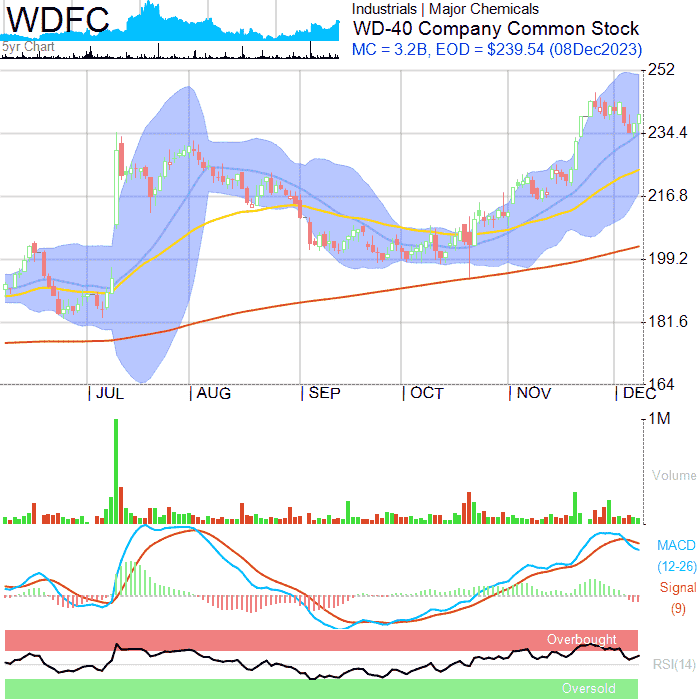 WDFC
5yr Chart
Industrials | Major Chemicals
WD-40 Company Common Stock
MC = 3.2B, EOD = $239.54 (08Dec2023)
252
234.4
216.8
199.2
181.6
164
JUL AUG SEP OCT NOV DEC
1M
Volume
MACD
(12-26)
Signal
(9)
Overbought
RSI(14)
Oversold